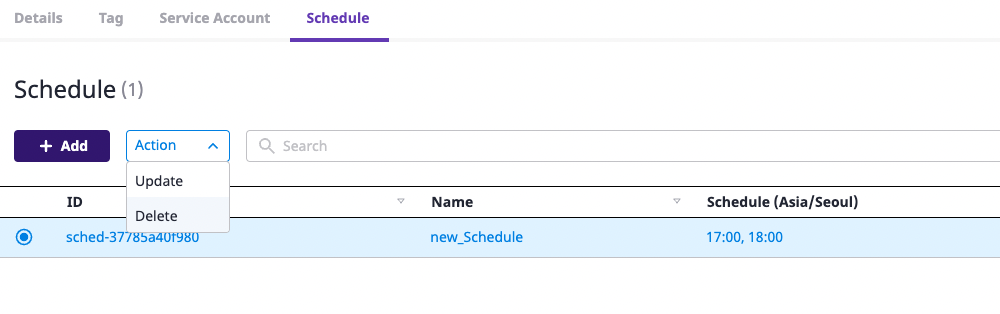 Details Tag Service Account Schedule
Schedule (1)
+ Add Action Search
Update
Delete
ID Name Schedule (Asia/Seoul)
sched-37785a40f980 new_Schedule 17:00, 18:00